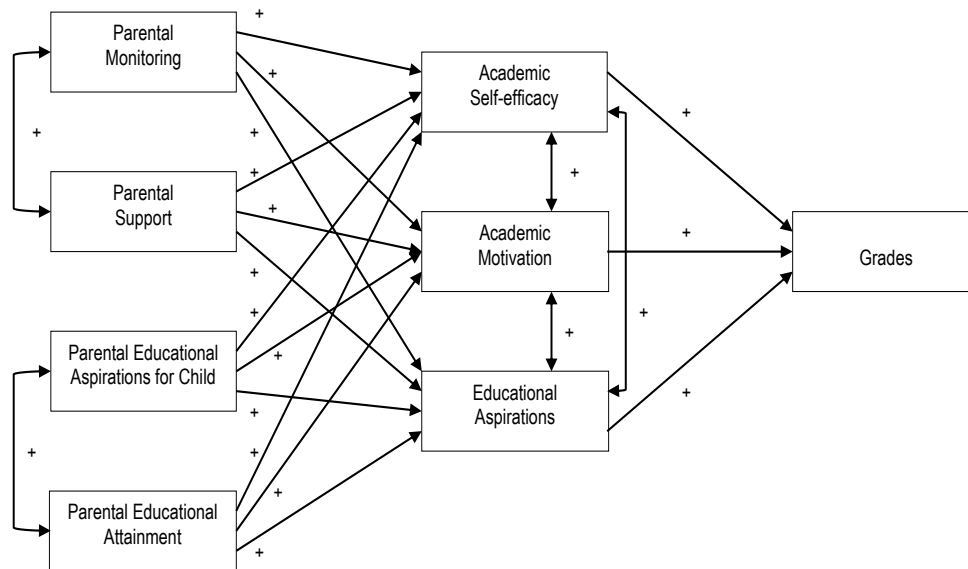 Parental
Monitoring
+
+
+
+
Academic
Self-efficacy
+
Parental
Support
+
+
+
Academic
Motivation
+
Grades
+
+
+
+
+
Parental Educational
Aspirations for Child
+
Educational
Aspirations
+
+
+
+
Parental Educational
Attainment
+
+